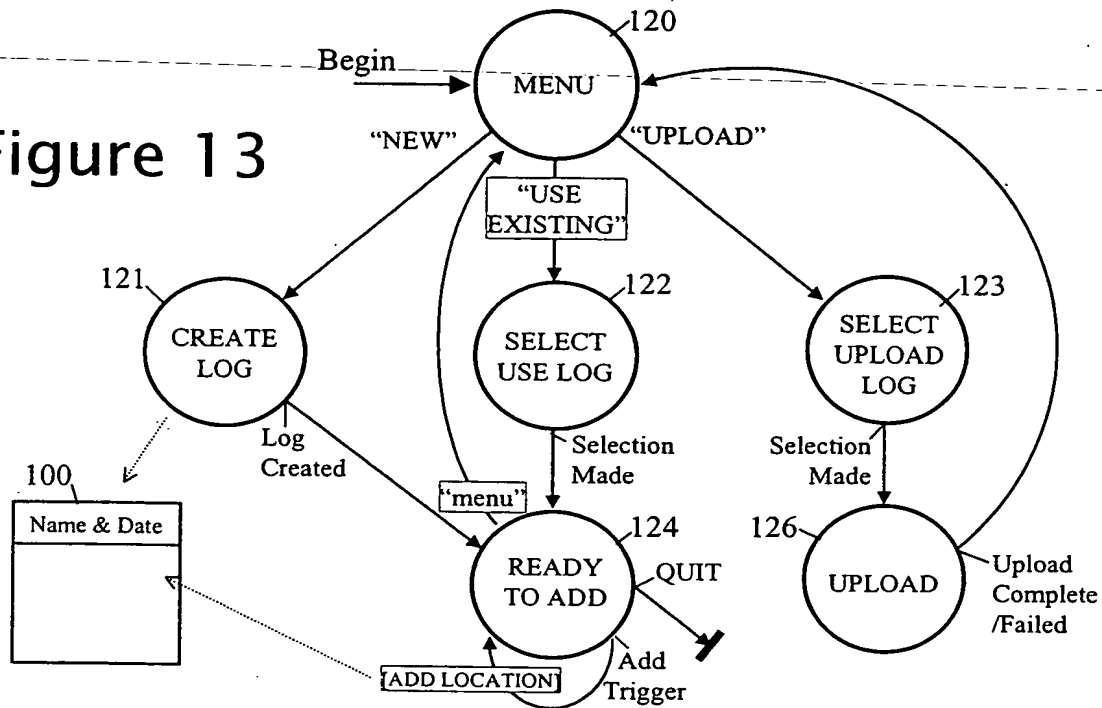 120
Begin
MENU
Figure 13
"NEW"
"UPLOAD"
"USE
EXISTING"
121
122
123
CREATE
LOG
SELECT
USE LOG
SELECT
UPLOAD
LOG
Log
Created
Selection
Made
Selection
Made
100
Name & Date
"menu"
124
126
READY
TO ADD
QUIT
UPLOAD
Upload
Complete
/Failed
[ADD LOCATION]
Add
Trigger